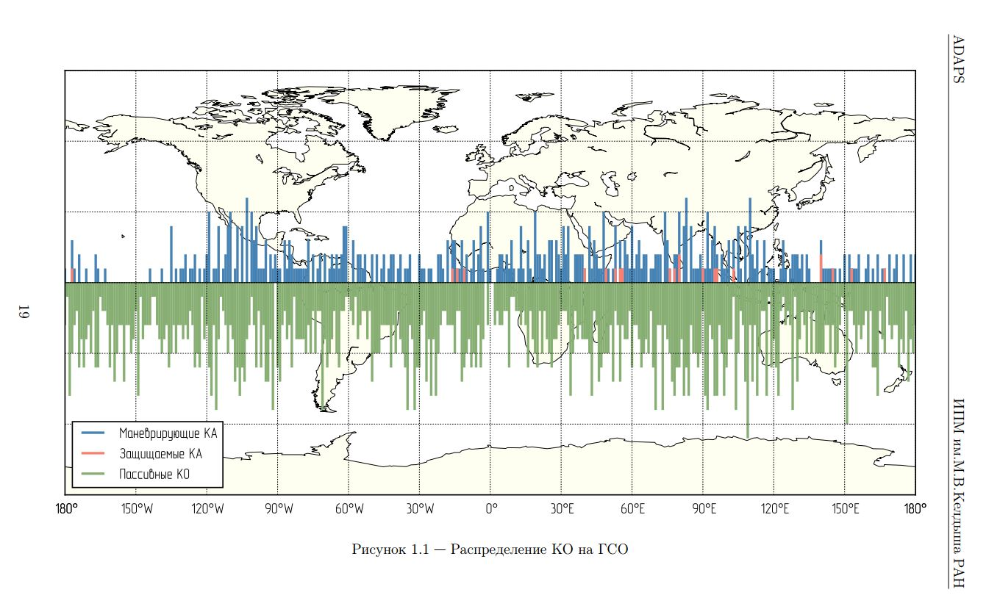 ADAPS
ИПМ им.М.В.Келдыша РАН
Маневрирующие КА
Защищаемые КА
Пассивные КО
180° 150°W 120°W 90°W 60°W 30°W 0° 30°E 60°E 90°E 120°E 150°E 180°
Рисунок 1.1 — Распределение КО на ГСО
19